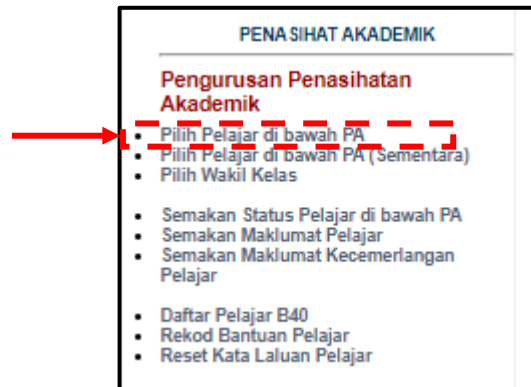 PENASIHAT AKADEMIK
Pengurusan Penasihatan
Akademik
• Pilih Pelajar di bawah PA
• Pilih Pelajar di bawah PA (Sementara)
• Pilih Wakil Kelas
• Semakan Status Pelajar di bawah PA
• Semakan Maklumat Pelajar
• Semakan Maklumat Kecemerlangan
Pelajar
• Daftar Pelajar B40
• Rekod Bantuan Pelajar
• Reset Kata Laluan Pelajar